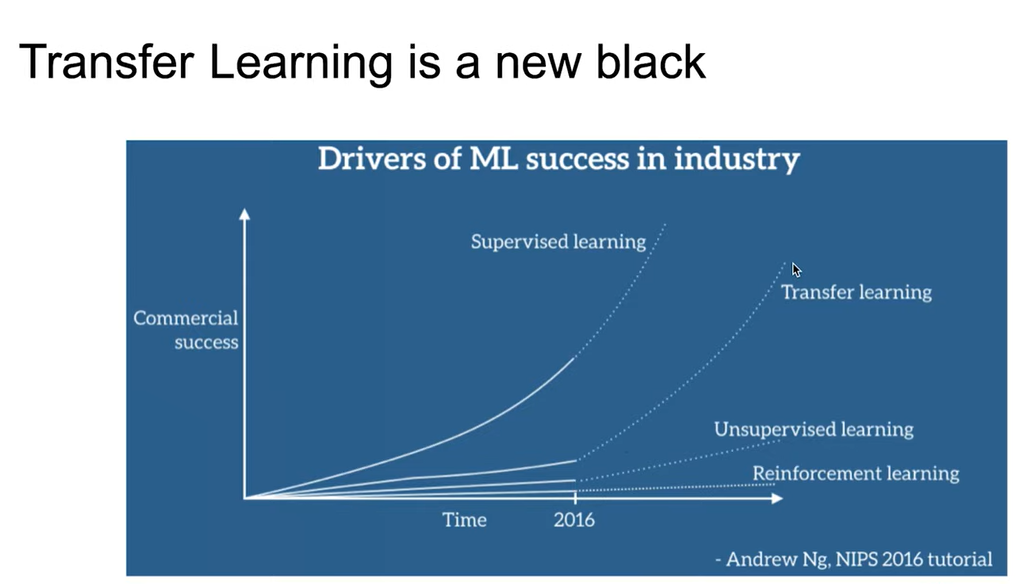 Transfer Learning is a new black
Drivers of ML success in industry
Supervised learning
Transfer learning
Commercial
success
Unsupervised learning
Reinforcement learning
Time
2016
- Andrew Ng, NIPS 2016 tutorial